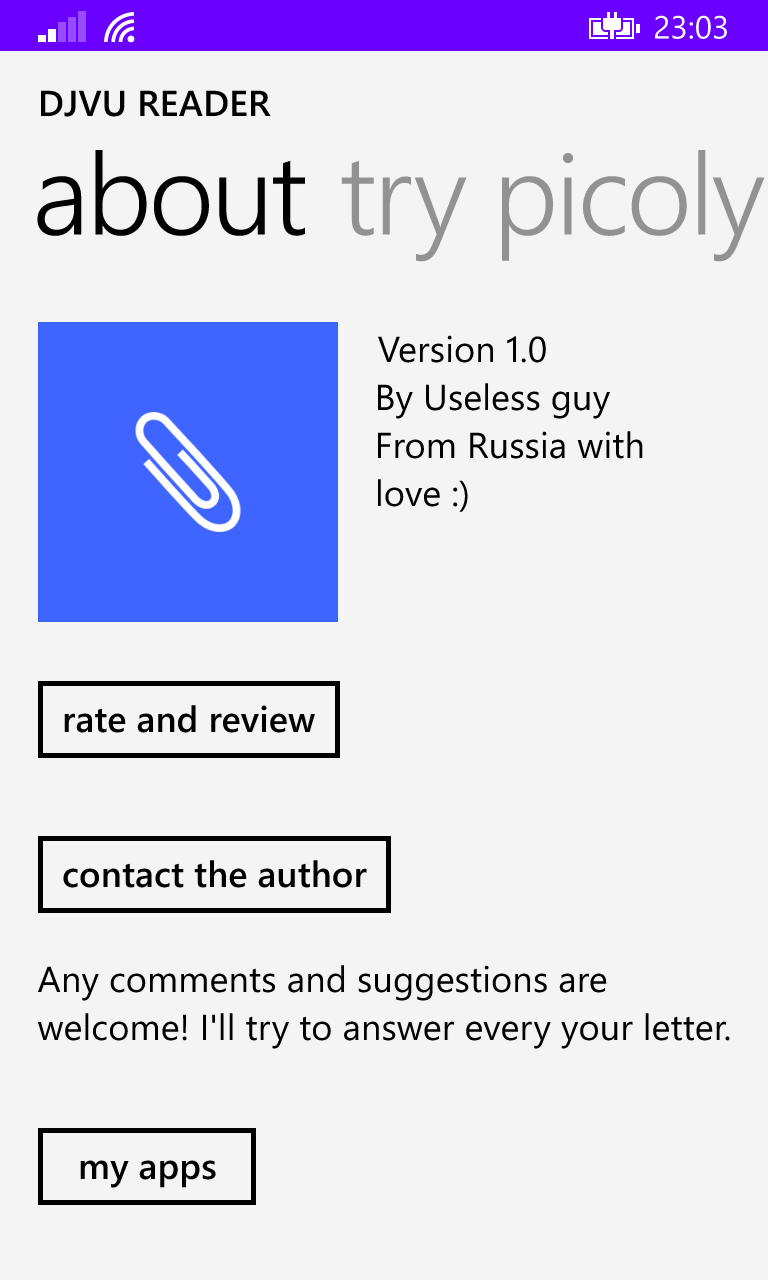 23:03
DJVU READER
about try picoly
Version 1.0
By Useless guy
From Russia with
love :)
rate and review
contact the author
Any comments and suggestions are
welcome! I'll try to answer every your letter.
my apps